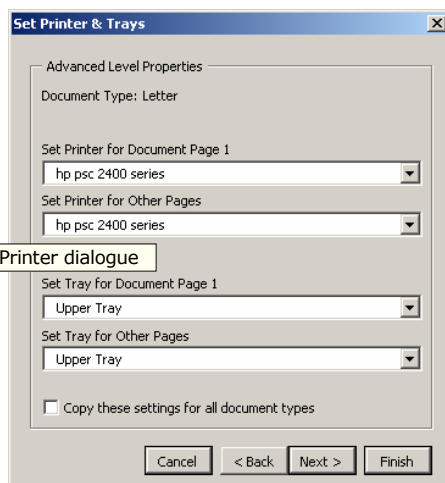 Set Printer & Trays
Advanced Level Properties
Document Type: Letter
Set Printer for Document Page 1
hp psc 2400 series
Set Printer for Other Pages
hp psc 2400 series
Printer dialogue
Set Tray for Document Page 1
Upper Tray
Set Tray for Other Pages
Upper Tray
Copy these settings for all document types
Cancel < Back Next > Finish